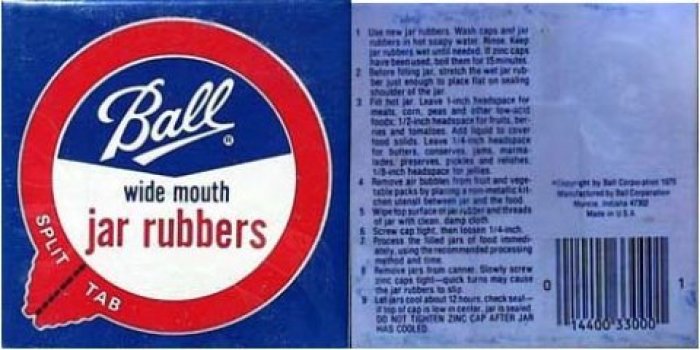 Ball
®
wide mouth
jar rubbers
SPLIT
TAB
1 Use new jar rubbers. Wash caps and jar
rubbers in hot soapy water. Rinse. Keep
jar rubbers wet until needed. If zinc caps
have been used, boil them for 15 minutes.
2 Before filling jar, stretch the wet jar rub-
ber just enough to place flat on sealing
shoulder of the jar.
3 Fill hot jar. Leave 1-inch headspace for
meats, corn, peas and other low-acid
foods; 1/2-inch headspace for fruits, ber-
ries and tomatoes. Add liquid to cover
food solids. Leave 1/4-inch headspace
for butters, conserves, jams, marma-
lades, preserves, pickles and relishes.
1/8-inch headspace for jellies.
4 Remove air bubbles from fruit and vege-
table packs by placing a non-metallic kit-
chen utensil between jar and the food.
5 Wipe top surface of jar rubber and threads
of jar with clean, damp cloth.
6 Screw cap tight, then loosen 1/4-inch.
7 Process the filled jars of food immedi-
ately, using the recommended processing
method and time.
8 Remove jars from canner. Slowly screw
zinc caps tight—quick turns may cause
the jar rubbers to slip.
9 Let jars cool about 12 hours, check seal—
if top of cap is low in center, jar is sealed.
DO NOT TIGHTEN ZINC CAP AFTER JAR
HAS COOLED.
Copyright by Ball Corporation 1975
Manufactured by Ball Corporation
Muncie, Indiana 47302
Made in U.S.A.
0 14400 33000 1